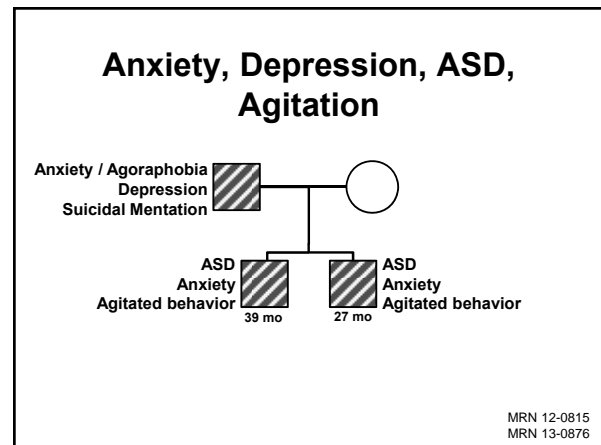 Anxiety, Depression, ASD,
Agitation
Anxiety / Agoraphobia
Depression
Suicidal Mentation
ASD
Anxiety
Agitated behavior
39 mo
ASD
Anxiety
Agitated behavior
27 mo
MRN 12-0815
MRN 13-0876